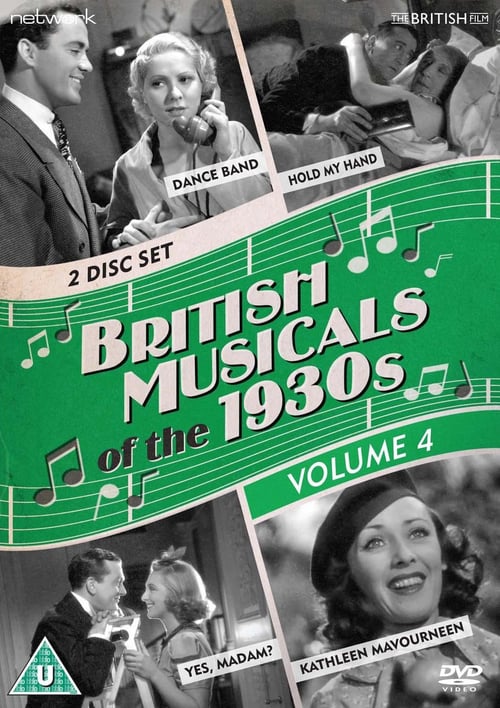 network
THE BRITISH FILM
DANCE BAND
HOLD MY HAND
2 DISC SET
BRITISH
MUSICALS
of the 1930s
VOLUME 4
YES, MADAM?
KATHLEEN MAVOURNEEN
U
DVD
VIDEO